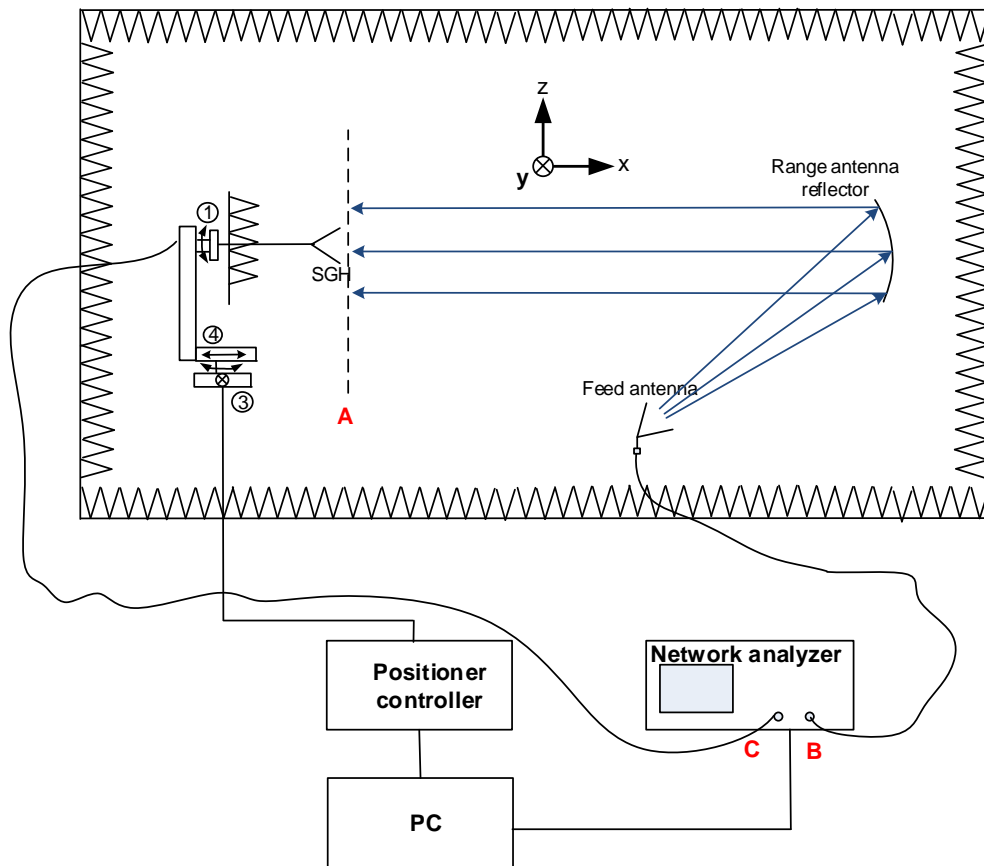 z
x
y
Range antenna
reflector
①
SGH
④
③
A
Feed antenna
Positioner
controller
Network analyzer
C
B
PC